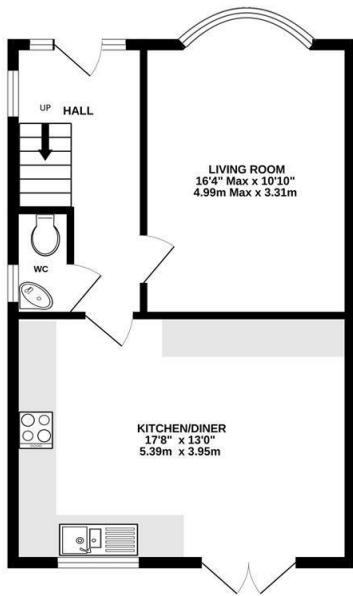 UP
HALL
LIVING ROOM
16'4" Max x 10'10"
4.99m Max x 3.31m
WC
KITCHEN/DINER
17'8" x 13'0"
5.39m x 3.95m